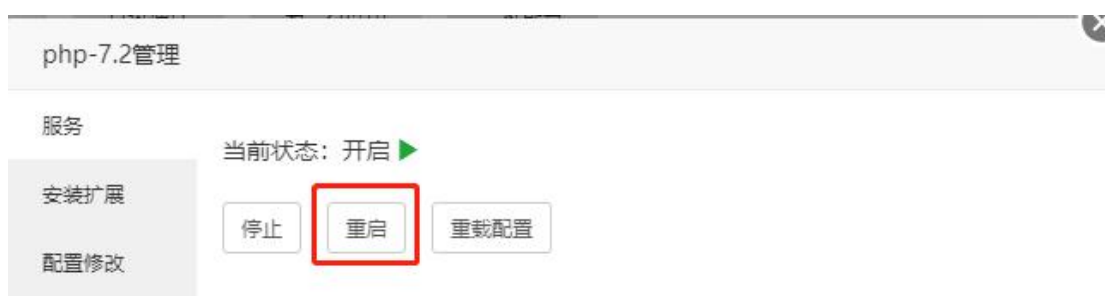 php-7.2管理
服务
当前状态：开启
安装扩展
停止 重启 重载配置
配置修改